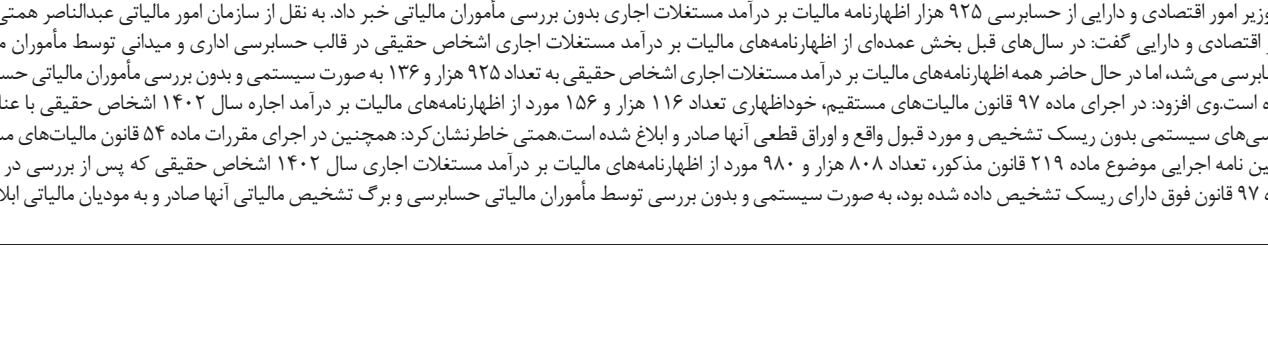 وزیر امور اقتصادی و دارایی از حسابرسی ۹۲۵ هزار اظهارنامه مالیات بر درآمد مستغلات اجاری بدون بررسی مأموران مالیاتی خبر داد. به نقل از سازمان امور مالیاتی عبدالناصر همتی
اقتصادی و دارایی گفت: در سال‌های قبل بخش عمده‌ای از اظهارنامه‌های مالیات بر درآمد مستغلات اجاری اشخاص حقیقی در قالب حسابرسی اداری و میدانی توسط مأموران
می‌شد، اما در حال حاضر همه اظهارنامه‌های مالیات بر درآمد مستغلات اجاری اشخاص حقیقی به تعداد ۹۲۵ هزار و ۱۳۶ به صورت سیستمی و بدون بررسی مأموران مالیاتی
است.وی افزود: در اجرای ماده ۹۷ قانون مالیات‌های مستقیم، خوداظهاری تعداد ۱۱۶ هزار و ۱۵۶ مورد از اظهارنامه‌های مالیات بر درآمد اجاره سال ۱۴۰۲ اشخاص حقیقی با
سیستمی بدون ریسک تشخیص و مورد قبول واقع و اوراق قطعی آنها صادر و ابلاغ شده است.همتی خاطرنشان کرد: همچنین در اجرای مقررات ماده ۵۴ قانون مالیات‌های
نامه اجرایی موضوع ماده ۲۱۹ قانون مذکور، تعداد ۸۰۸ هزار و ۹۸۰ مورد از اظهارنامه‌های مالیات بر درآمد مستغلات اجاری سال ۱۴۰۲ اشخاص حقیقی که پس از بررسی در
۹۷ قانون فوق دارای ریسک تشخیص داده شده بود، به صورت سیستمی و بدون بررسی توسط مأموران مالیاتی حسابرسی و برگ تشخیص مالیاتی آنها صادر و به مودیان مالیاتی